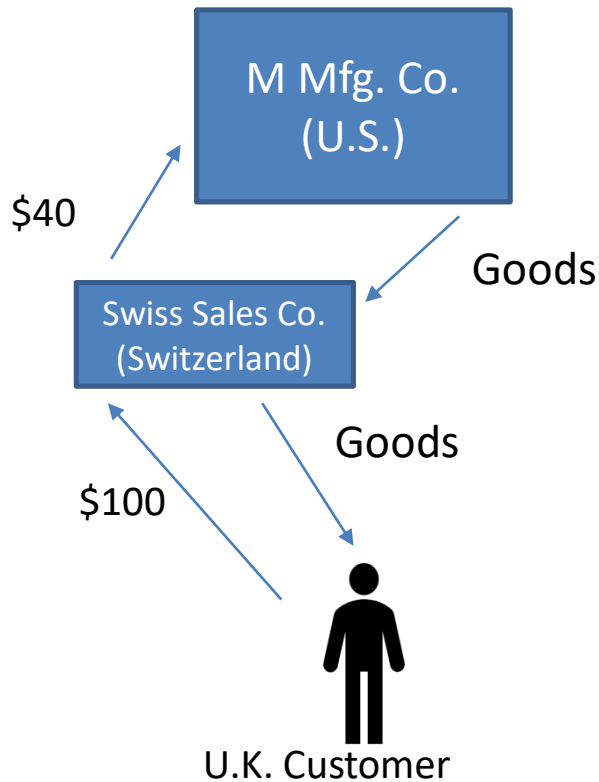 M Mfg. Co.
(U.S.)
$40
Goods
Swiss Sales Co.
(Switzerland)
Goods
$100
U.K. Customer